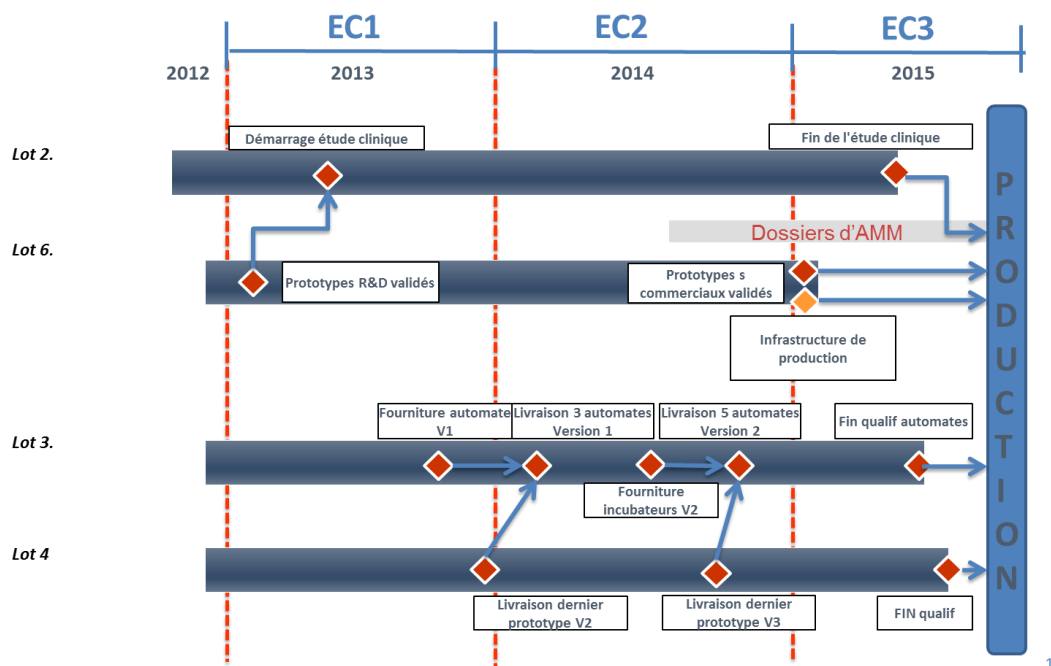 EC1
EC2
EC3
2012
2013
2014
2015
Lot 2.
Démarrage étude clinique
Fin de l'étude clinique
Dossiers d'AMM
Lot 6.
Prototypes R&D validés
Prototypes s
commerciaux validés
Infrastructure de
production
Lot 3.
Fourniture automate
V1
Livraison 3 automates
Version 1
Livraison 5 automates
Version 2
Fin qualif automates
Fourniture
incubateurs V2
Lot 4
Livraison dernier
prototype V2
Livraison dernier
prototype V3
FIN qualif
PRODUCTION
1